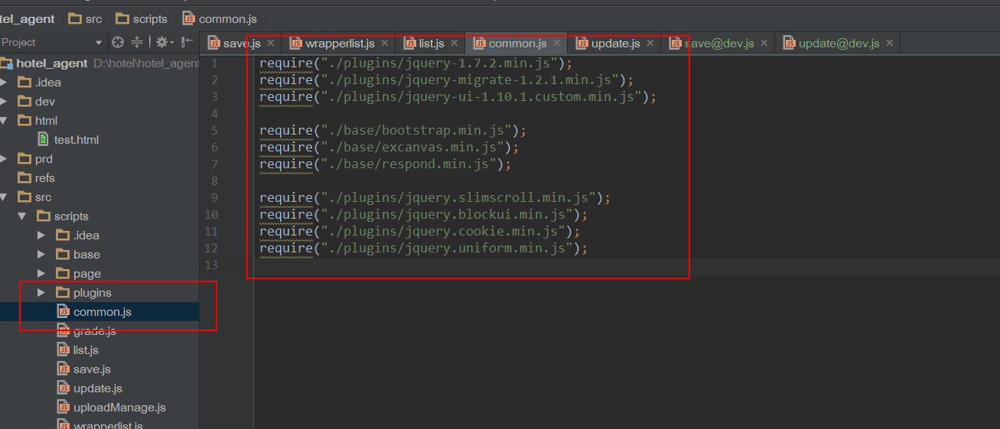 tel_agent src scripts common.js
Project
save.js wrapperlist.js list.js common.js update.js save@dev.js update@dev.js
hotel_agent D:\hotel\hotel_agent
.idea
dev
html
test.html
prd
refs
src
scripts
.idea
base
page
plugins
common.js
grade.js
list.js
save.js
update.js
uploadManage.js
wrapperlist.js
1 require("./plugins/jquery-1.7.2.min.js");
2 require("./plugins/jquery-migrate-1.2.1.min.js");
3 require("./plugins/jquery-ui-1.10.1.custom.min.js");
4
5 require("./base/bootstrap.min.js");
6 require("./base/excanvas.min.js");
7 require("./base/respond.min.js");
8
9 require("./plugins/jquery.slimscroll.min.js");
10 require("./plugins/jquery.blockui.min.js");
11 require("./plugins/jquery.cookie.min.js");
12 require("./plugins/jquery.uniform.min.js");
13